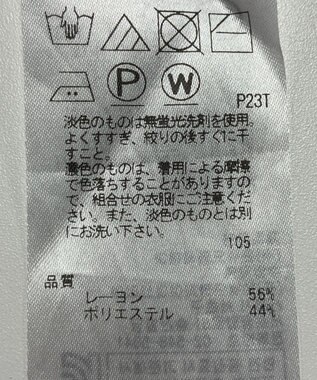 P W P23T
淡色のものは無蛍光洗剤を使用。
よくすすぎ、絞りの後すぐに干
すこと。
濃色のものは、着用による摩擦
で色落ちすることがありますの
で、組合せの衣服にご注意くだ
さい。また、淡色のものとは別
にお洗い下さい。
105
品質
レーヨン 56%
ポリエステル 44%